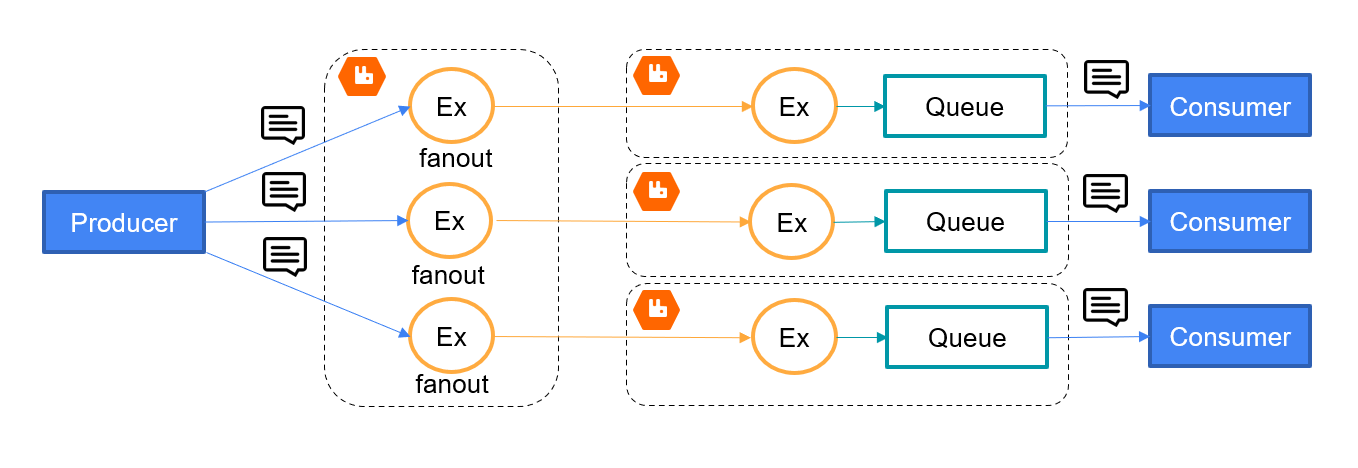 Ex
fanout
Ex
Queue
Consumer
Producer
Ex
fanout
Ex
Queue
Consumer
Ex
fanout
Ex
Queue
Consumer